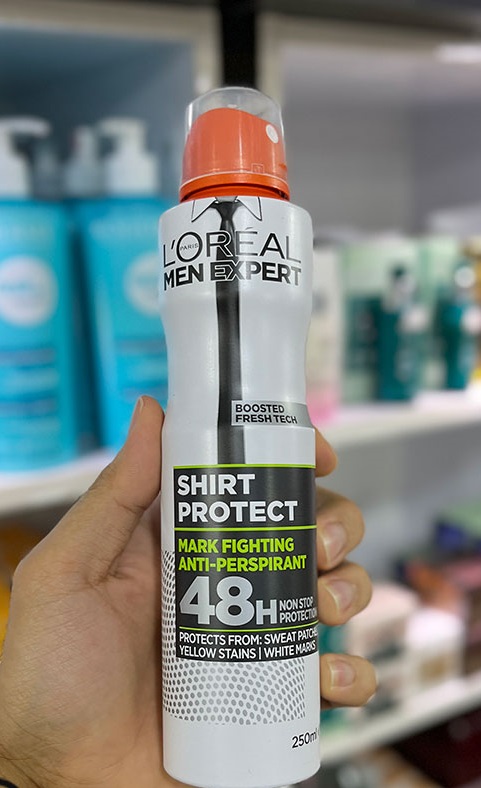 L'ORÉAL
PARIS
MEN EXPERT
BOOSTED
FRESH TECH
SHIRT
PROTECT
MARK FIGHTING
ANTI-PERSPIRANT
48H NON STOP
PROTECTION
PROTECTS FROM: SWEAT PATCHES
YELLOW STAINS | WHITE MARKS
250ml